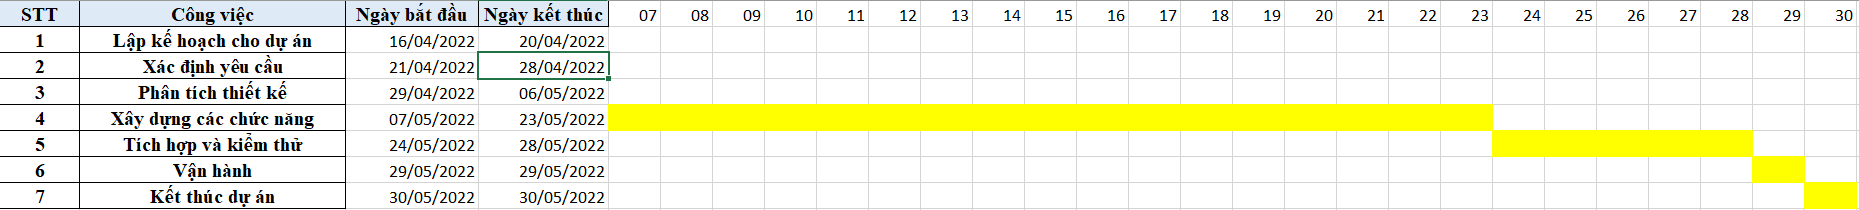 STT Công việc Ngày bắt đầu Ngày kết thúc 07 08 09 10 11 12 13 14 15 16 17 18 19 20 21 22 23 24 25 26 27 28 29 30
1 Lập kế hoạch cho dự án 16/04/2022 20/04/2022
2 Xác định yêu cầu 21/04/2022 28/04/2022
3 Phân tích thiết kế 29/04/2022 06/05/2022
4 Xây dựng các chức năng 07/05/2022 23/05/2022
5 Tích hợp và kiểm thử 24/05/2022 28/05/2022
6 Vận hành 29/05/2022 29/05/2022
7 Kết thúc dự án 30/05/2022 30/05/2022